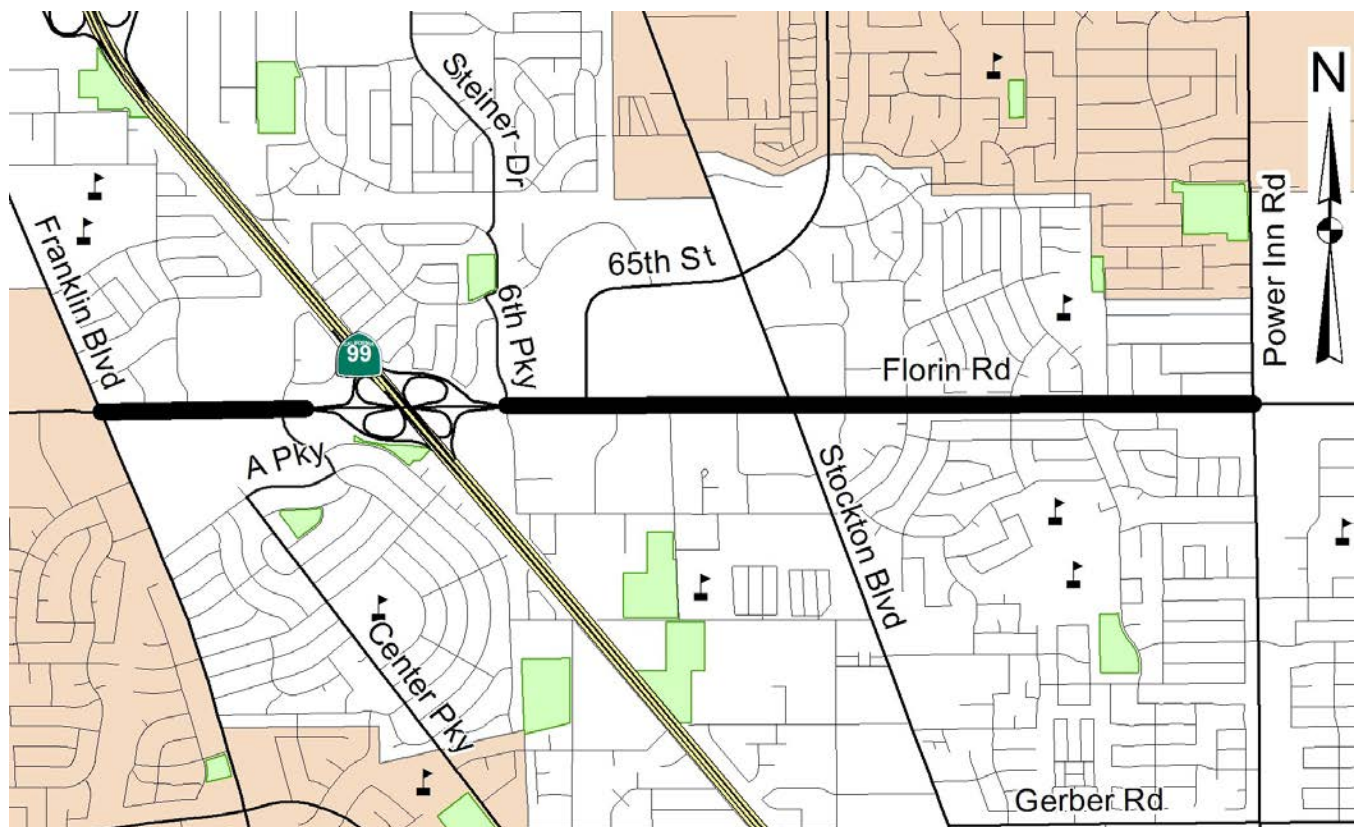 Steiner Dr
N
Franklin Blvd
65th St
6th Pky
Power Inn Rd
CALIFORNIA
99
Florin Rd
A Pky
Stockton Blvd
Center Pky
Gerber Rd